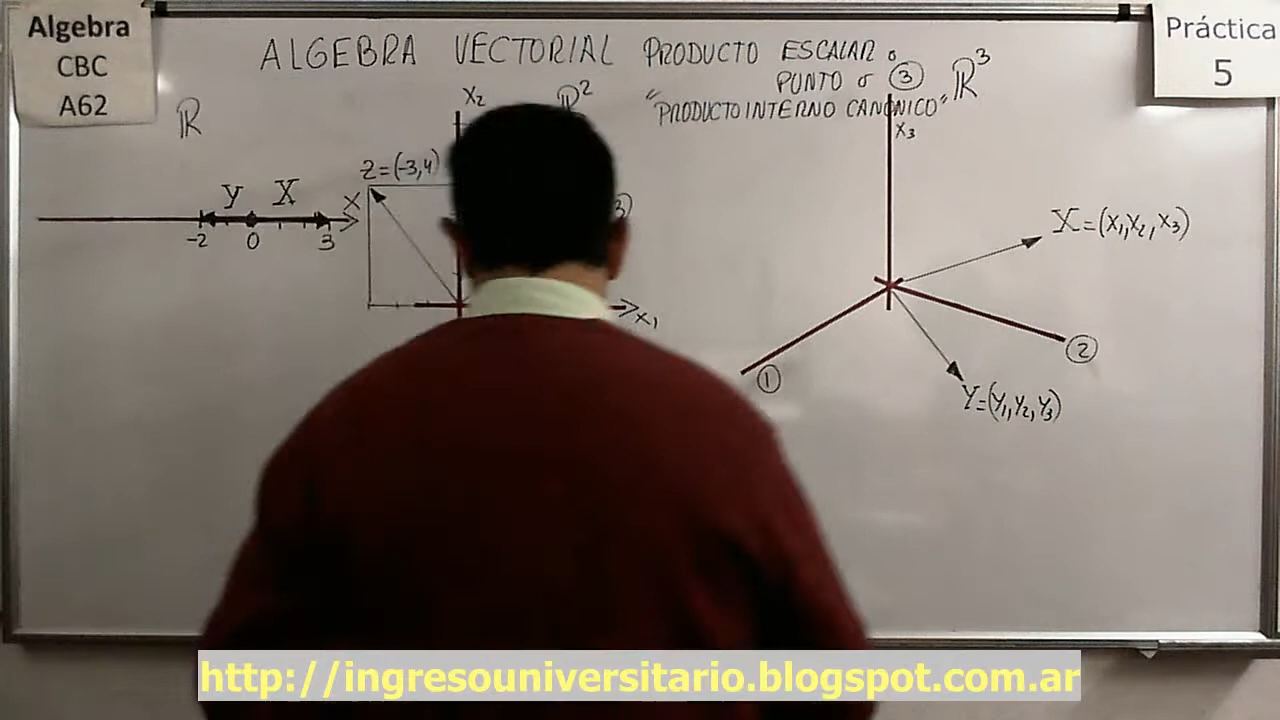 Algebra
CBC
A62
Práctica
5
ALGEBRA VECTORIAL PRODUCTO ESCALAR o
PUNTO o ③
"PRODUCTO INTERNO CANÓNICO"
ℝ
ℝ²
ℝ³
X₂
X₃
Z=(-3,4)
3)
y X
X
-2 0 3
X₁
X=(X₁,X₂,X₃)
①
②
Y=(Y₁,Y₂,Y₃)
http://ingresouniversitario.blogspot.com.ar